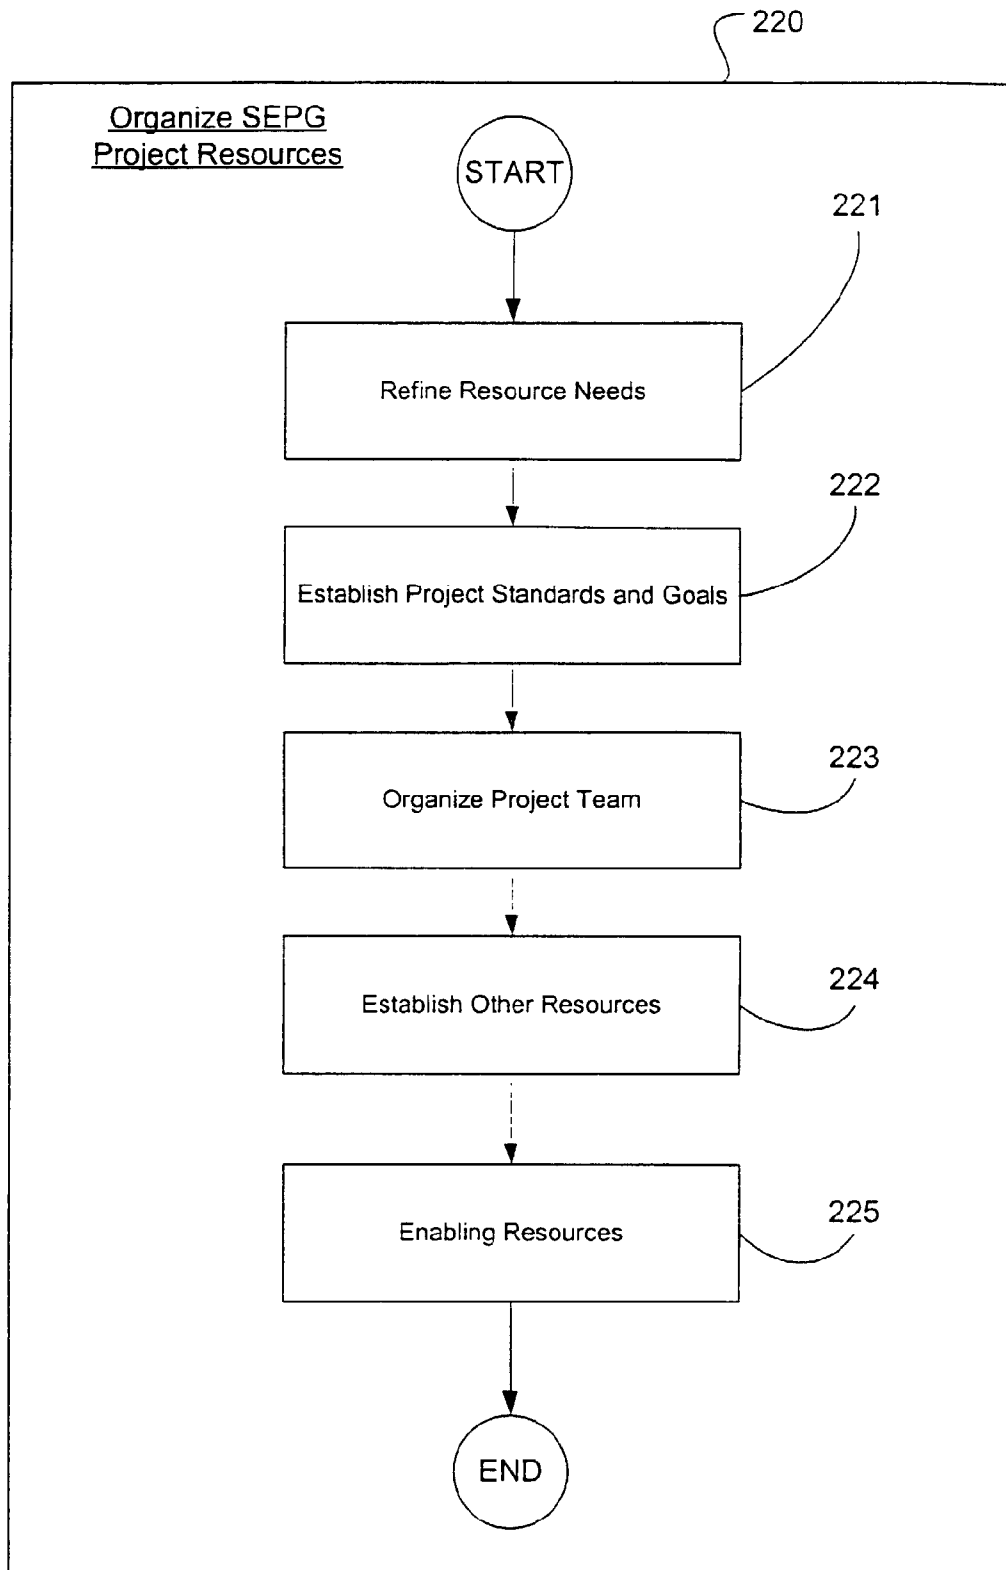 220
Organize SEPG
Project Resources
START
221
Refine Resource Needs
222
Establish Project Standards and Goals
223
Organize Project Team
224
Establish Other Resources
225
Enabling Resources
END